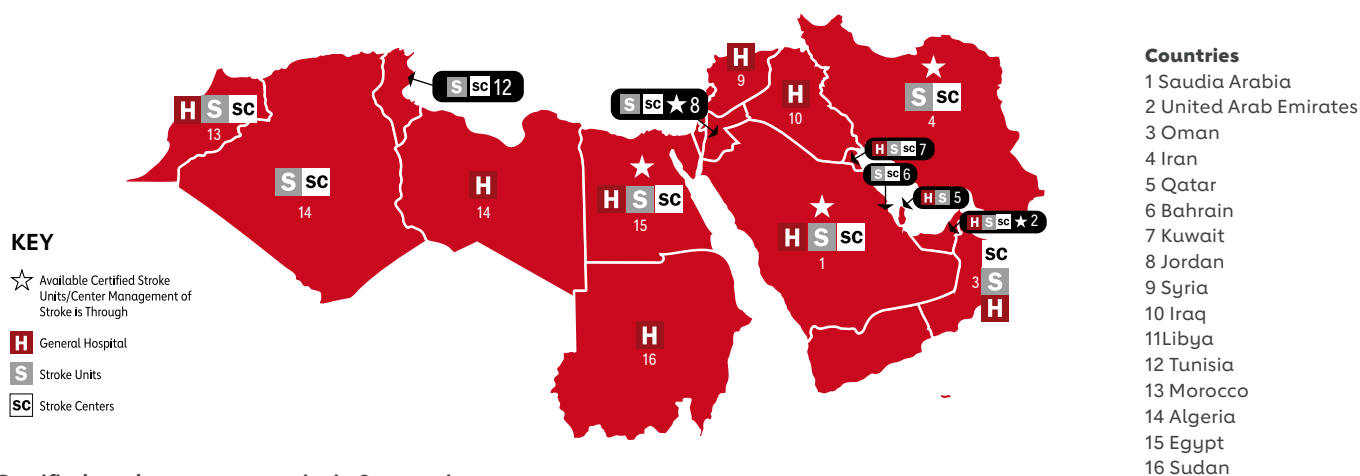 H
9
H
10
S SC
4
S SC 12
S SC ★ 8
H S SC
13
H S SC 7
S SC 6
H S 5
H S SC ★ 2
S SC
14
H
14
H S SC
15
H S SC
1
SC
3 S
H
H
16
KEY
Available Certified Stroke
Units/Center Management of
Stroke is Through
H General Hospital
S Stroke Units
SC Stroke Centers
Countries
1 Saudia Arabia
2 United Arab Emirates
3 Oman
4 Iran
5 Qatar
6 Bahrain
7 Kuwait
8 Jordan
9 Syria
10 Iraq
11Libya
12 Tunisia
13 Morocco
14 Algeria
15 Egypt
16 Sudan